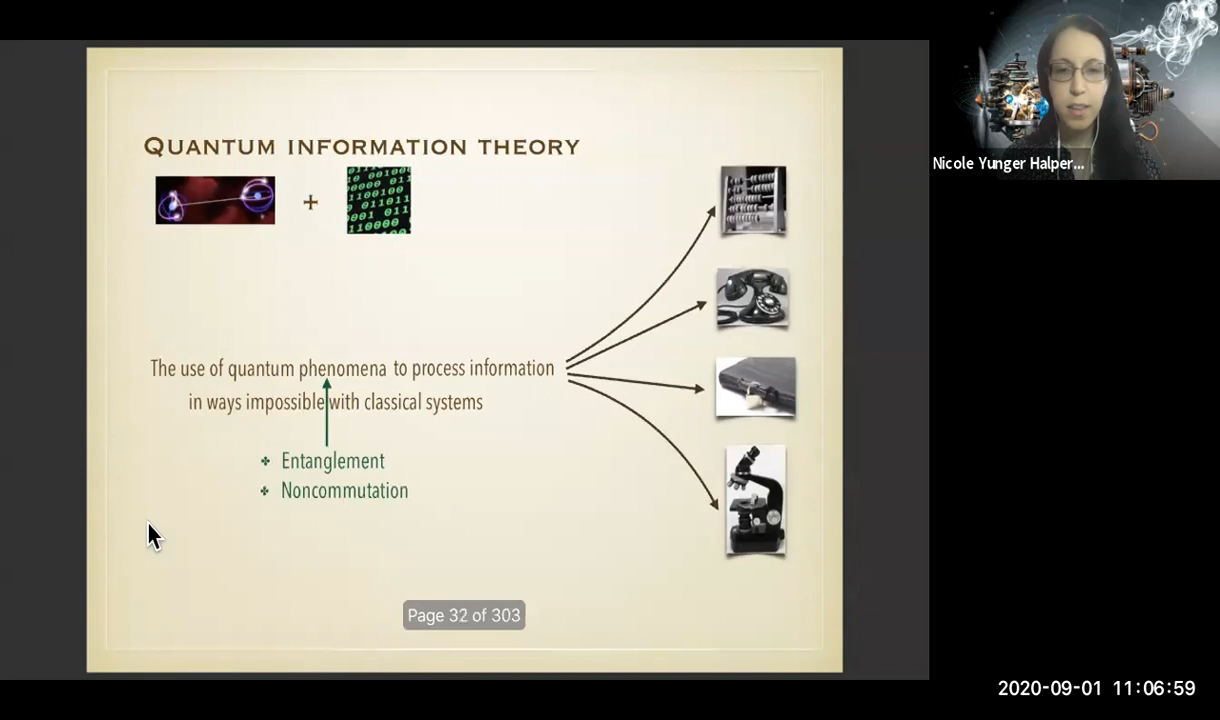 QUANTUM INFORMATION THEORY
+
The use of quantum phenomena to process information
in ways impossible with classical systems
Entanglement
Noncommutation
Page 32 of 303
Nicole Yunger Halper...
2020-09-01 11:06:59